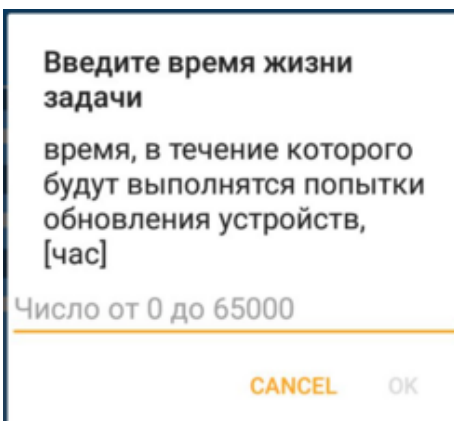 Введите время жизни
задачи
время, в течение которого
будут выполнятся попытки
обновления устройств,
[час]
Число от 0 до 65000
CANCEL OK